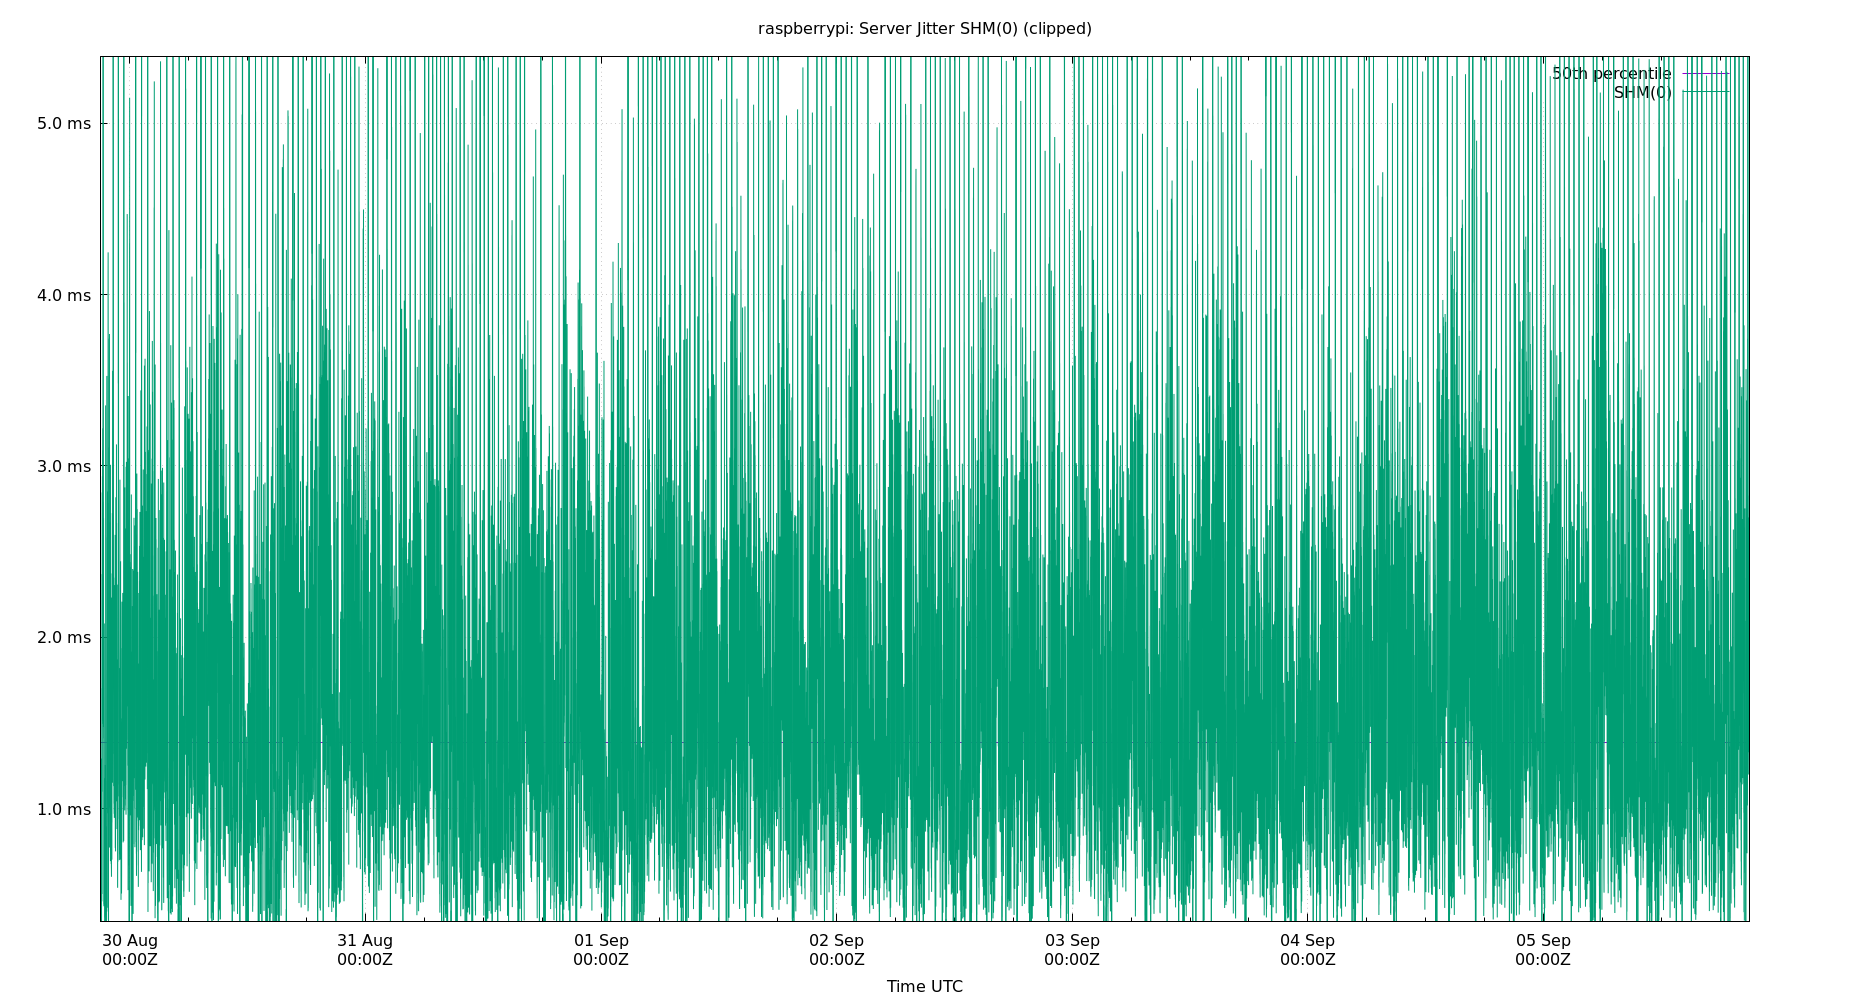 raspberrypi: Server Jitter SHM(0) (clipped)
50th percentile
SHM(0)
5.0 ms
4.0 ms
3.0 ms
2.0 ms
1.0 ms
30 Aug 31 Aug 01 Sep 02 Sep 03 Sep 04 Sep 05 Sep
00:00Z 00:00Z 00:00Z 00:00Z 00:00Z 00:00Z 00:00Z
Time UTC